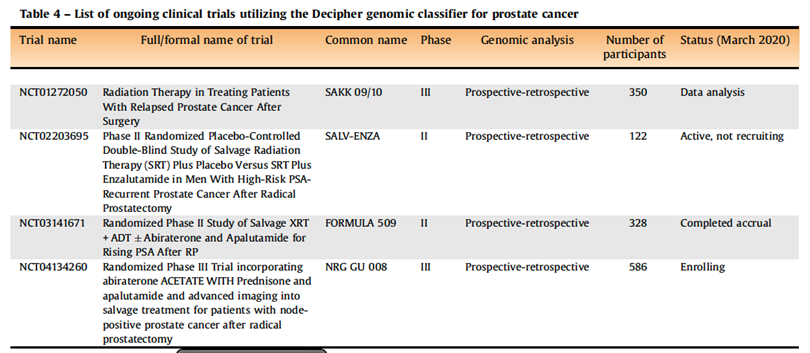 Table 4 – List of ongoing clinical trials utilizing the Decipher genomic classifier for prostate cancer
Trial name Full/formal name of trial Common name Phase Genomic analysis Number of participants Status (March 2020)
NCT01272050 Radiation Therapy in Treating Patients SAKK 09/10 III Prospective-retrospective 350 Data analysis
With Relapsed Prostate Cancer After
Surgery
NCT02203695 Phase II Randomized Placebo-Controlled SALV-ENZA II Prospective-retrospective 122 Active, not recruiting
Double-Blind Study of Salvage Radiation
Therapy (SRT) Plus Placebo Versus SRT Plus
Enzalutamide in Men With High-Risk PSA-
Recurrent Prostate Cancer After Radical
Prostatectomy
NCT03141671 Randomized Phase II Study of Salvage XRT FORMULA 509 II Prospective-retrospective 328 Completed accrual
+ ADT ± Abiraterone and Apalutamide for
Rising PSA After RP
NCT04134260 Randomized Phase III Trial incorporating NRG GU 008 III Prospective-retrospective 586 Enrolling
abiraterone ACETATE WITH Prednisone and
apalutamide and advanced imaging into
salvage treatment for patients with node-
positive prostate cancer after radical
prostatectomy